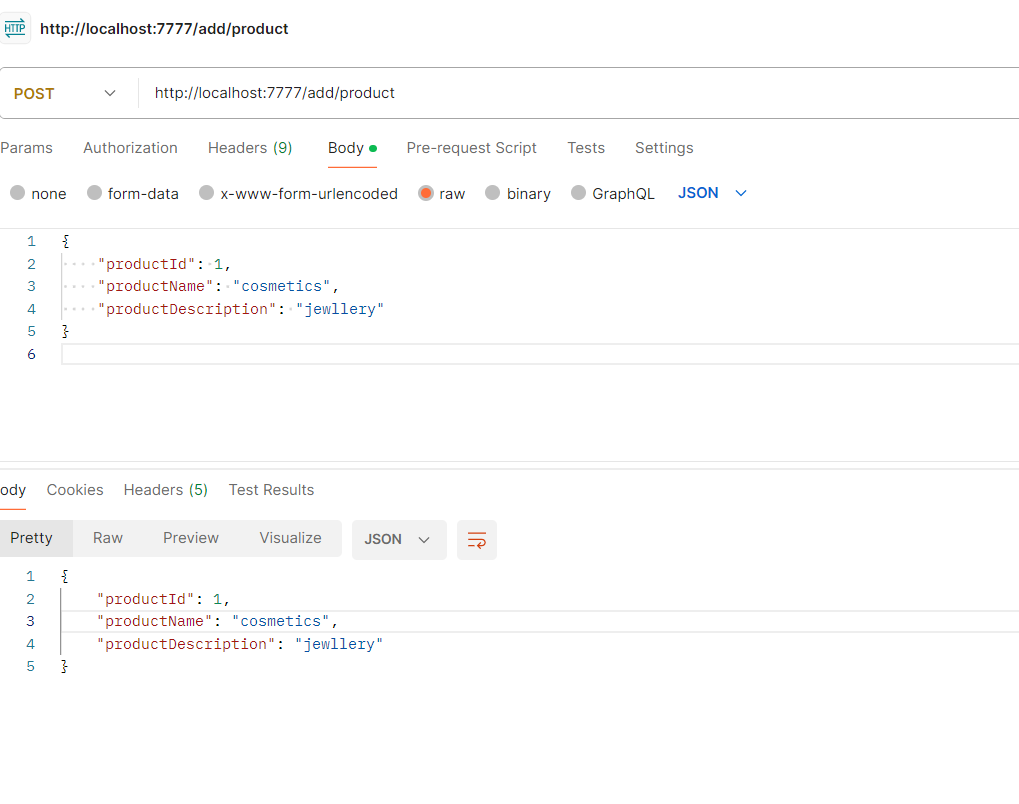 HTTP http://localhost:7777/add/product
POST http://localhost:7777/add/product
Params Authorization Headers (9) Body Pre-request Script Tests Settings
none form-data x-www-form-urlencoded raw binary GraphQL JSON
1 {
2 "productId": 1,
3 "productName": "cosmetics",
4 "productDescription": "jewllery"
5 }
6
ody Cookies Headers (5) Test Results
Pretty Raw Preview Visualize JSON
1 {
2 "productId": 1,
3 "productName": "cosmetics",
4 "productDescription": "jewllery"
5 }